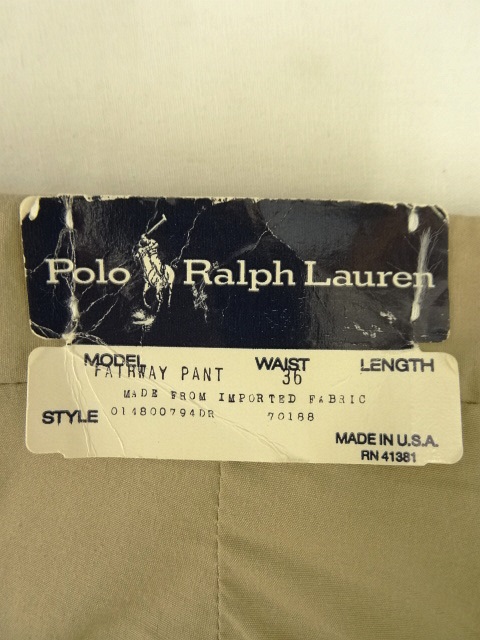 Polo Ralph Lauren
MODEL WAIST LENGTH
FAIRWAY PANT 36
MADE FROM IMPORTED FABRIC
STYLE 014800794DR 70188
MADE IN U.S.A.
RN 41381